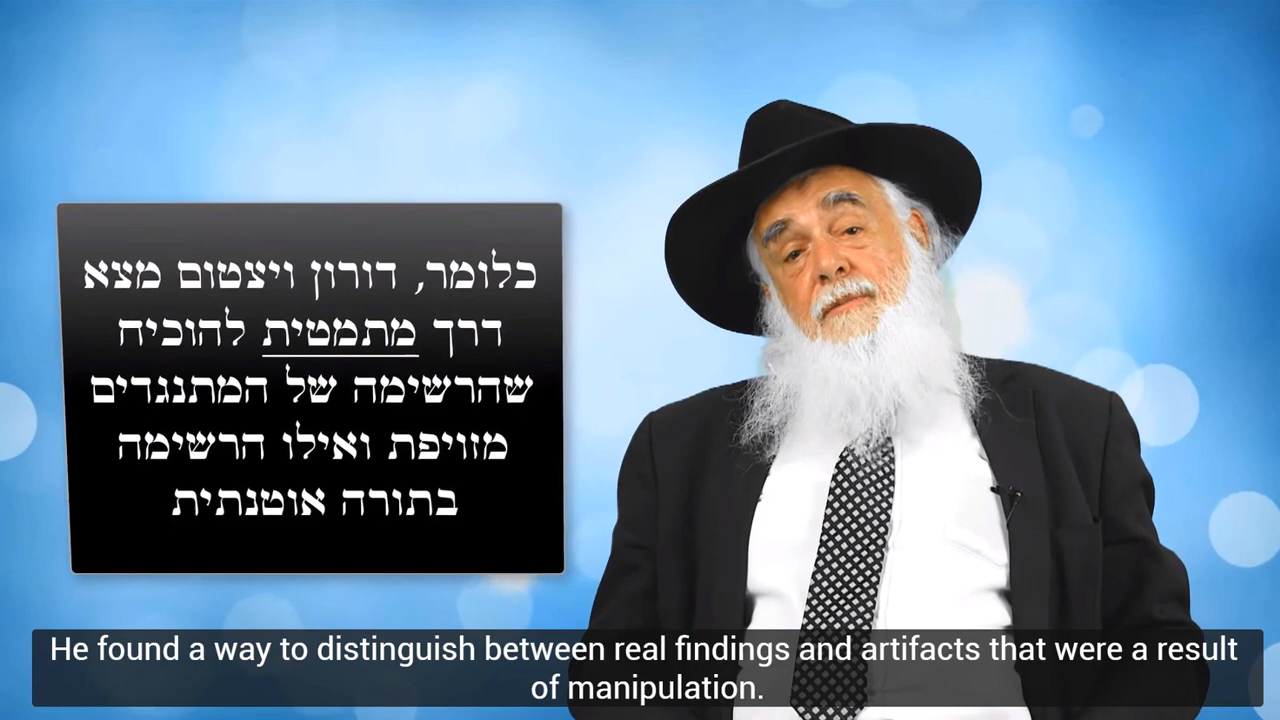 כלומר, דורון ויצטום מצא
דרך מתמטית להוכיח
שהרשימה של המתנגדים
מזויפת ואילו הרשימה
בתורה אוטנתית
He found a way to distinguish between real findings and artifacts that were a result
of manipulation.